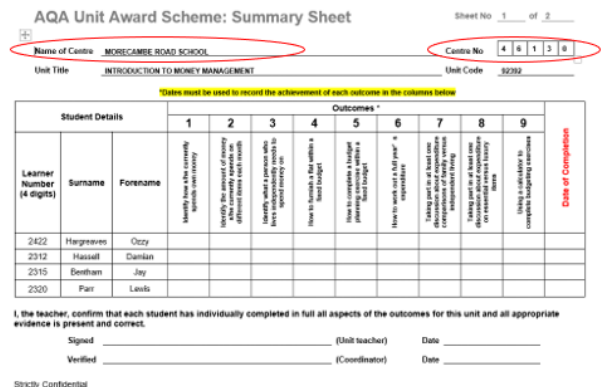 AQA Unit Award Scheme: Summary Sheet
Sheet No 1 of 2
Name of Centre MORECAMBE ROAD SCHOOL
Centre No 4 6 1 3 0
Unit Title INTRODUCTION TO MONEY MANAGEMENT
Unit Code 92392
*Dates must be used to record the achievement of each outcome in the columns below
Student Details
Outcomes *
1 2 3 4 5 6 7 8 9
Learner Number (4 digits)
Surname
Forename
Identify how s/he currently spends own money
Identify the amount of money s/he currently spends on different items each month
Identify what a person who lives independently needs to spend money on
How to furnish a flat within a fixed budget
How to complete a budget planning exercise within a fixed budget
How to work out a full year" a expenditure
Taking part in at least one discussion about expenditure comparisons of family versus independent living
Taking part in at least one discussion about expenditure on essential versus luxury items
Using a calculator to complete budgeting exercises
Date of Completion
2422 Hargreaves Ozzy
2312 Hassell Damian
2315 Bentham Jay
2320 Parr Lewis
I, the teacher, confirm that each student has individually completed in full all aspects of the outcomes for this unit and all appropriate
evidence is present and correct.
Signed (Unit teacher) Date
Verified (Coordinator) Date
Strictly Confidential